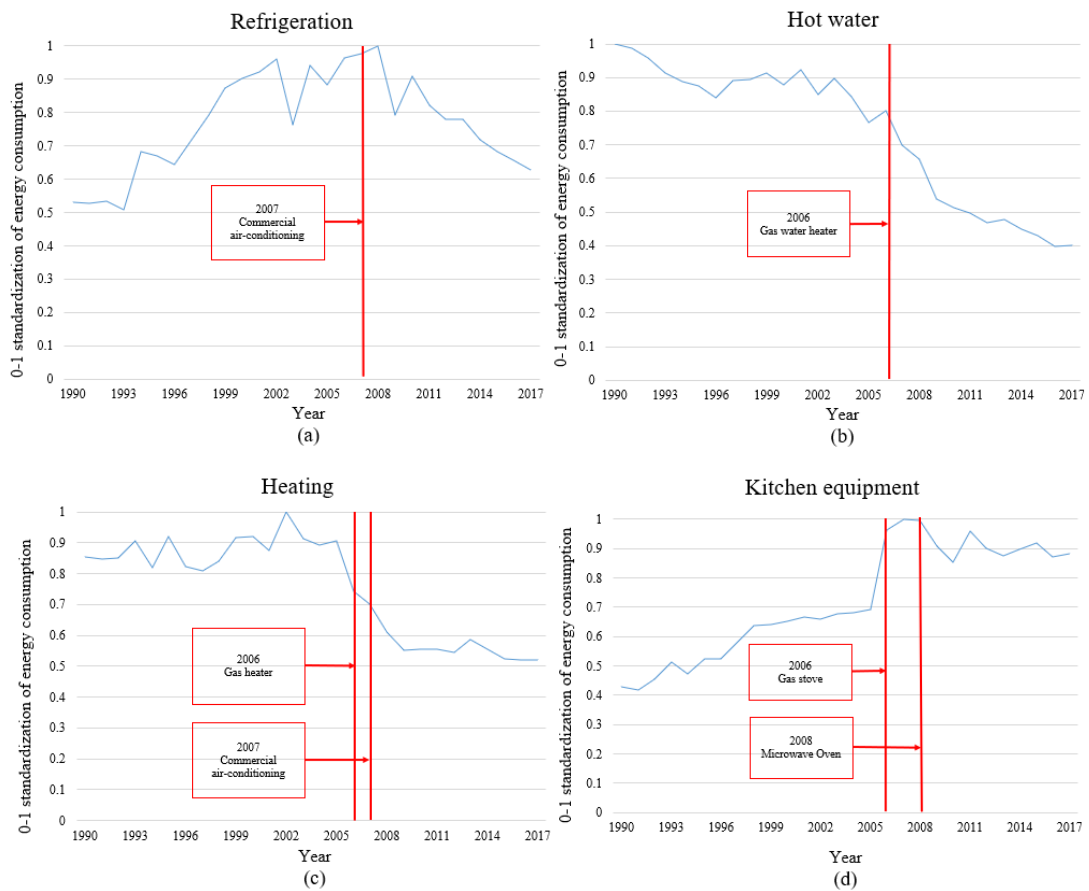 Refrigeration
0-1 standardization of energy consumption
1
0.9
0.8
0.7
0.6
0.5
0.4
0.3
0.2
0.1
0
2007
Commercial
air-conditioning
1990 1993 1996 1999 2002 2005 2008 2011 2014 2017
Year
(a)
Hot water
0-1 standardization of energy consumption
1
0.9
0.8
0.7
0.6
0.5
0.4
0.3
0.2
0.1
0
2006
Gas water heater
1990 1993 1996 1999 2002 2005 2008 2011 2014 2017
Year
(b)
Heating
0-1 standardization of energy consumption
1
0.9
0.8
0.7
0.6
0.5
0.4
0.3
0.2
0.1
0
2006
Gas heater
2007
Commercial
air-conditioning
1990 1993 1996 1999 2002 2005 2008 2011 2014 2017
Year
(c)
Kitchen equipment
0-1 standardization of energy consumption
1
0.9
0.8
0.7
0.6
0.5
0.4
0.3
0.2
0.1
0
2006
Gas stove
2008
Microwave Oven
1990 1993 1996 1999 2002 2005 2008 2011 2014 2017
Year
(d)